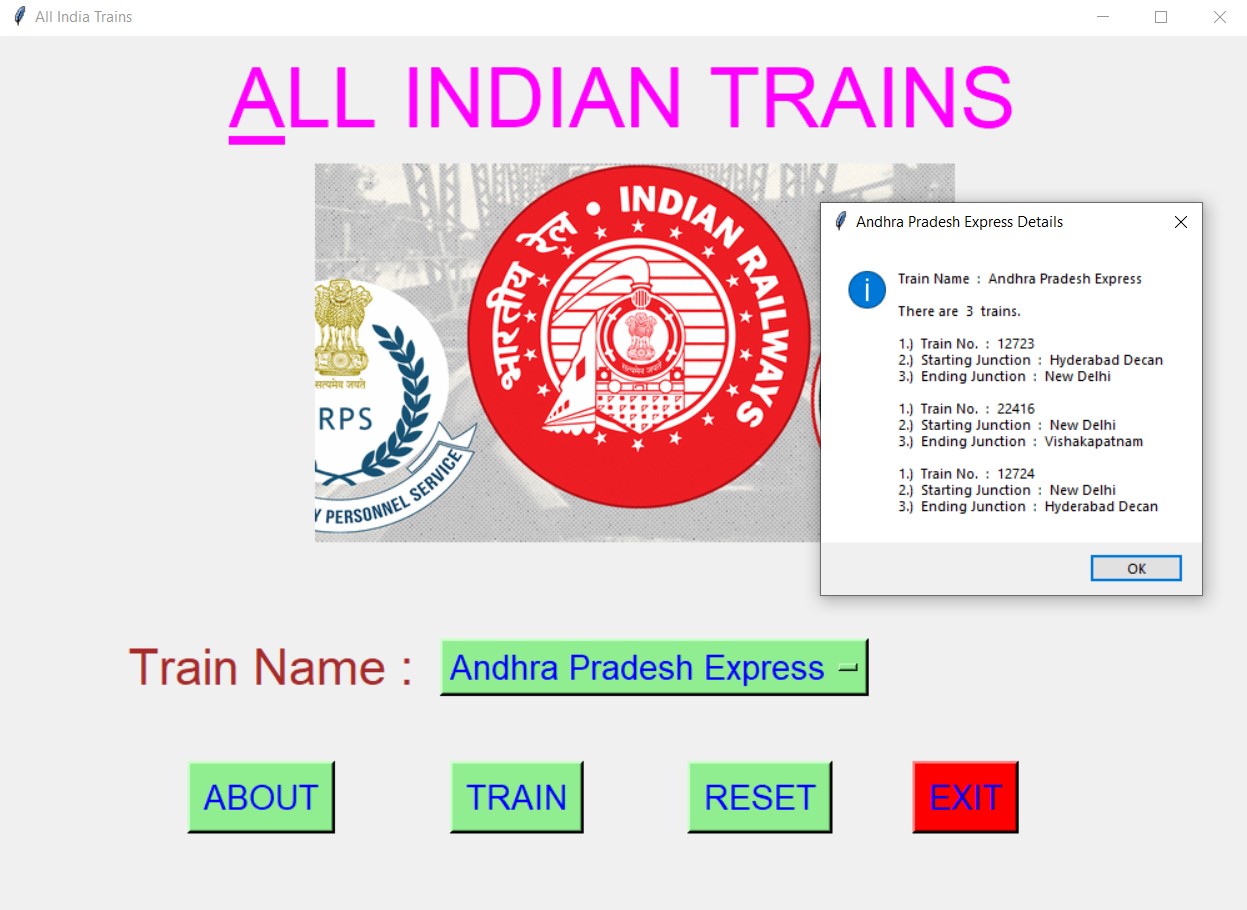 All India Trains
ALL INDIAN TRAINS
भारतीय रेल • INDIAN RAILWAYS
सत्यमेव जयते
सत्यमेव जयते
RPS
Y PERSONNEL SERVICE
Andhra Pradesh Express Details
Train Name : Andhra Pradesh Express
There are 3 trains.
1.) Train No. : 12723
2.) Starting Junction : Hyderabad Decan
3.) Ending Junction : New Delhi
1.) Train No. : 22416
2.) Starting Junction : New Delhi
3.) Ending Junction : Vishakapatnam
1.) Train No. : 12724
2.) Starting Junction : New Delhi
3.) Ending Junction : Hyderabad Decan
OK
Train Name : Andhra Pradesh Express
ABOUT TRAIN RESET EXIT